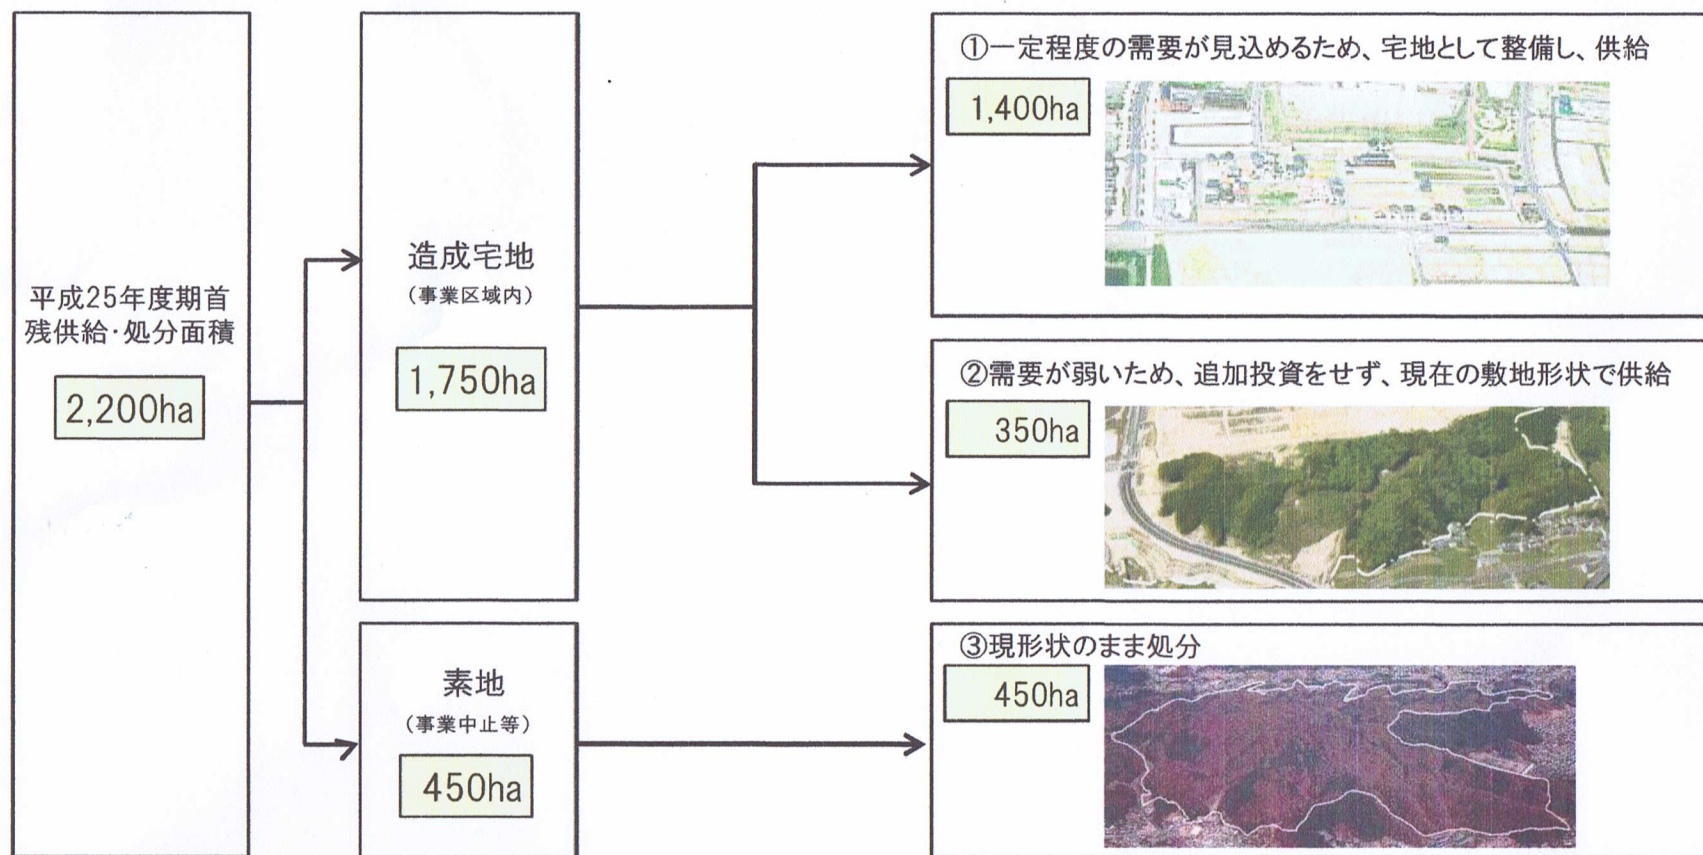 平成25年度期首
残供給・処分面積
2,200ha
造成宅地
（事業区域内）
1,750ha
素地
（事業中止等）
450ha
①一定程度の需要が見込めるため、宅地として整備し、供給
1,400ha
②需要が弱いため、追加投資をせず、現在の敷地形状で供給
350ha
③現形状のまま処分
450ha